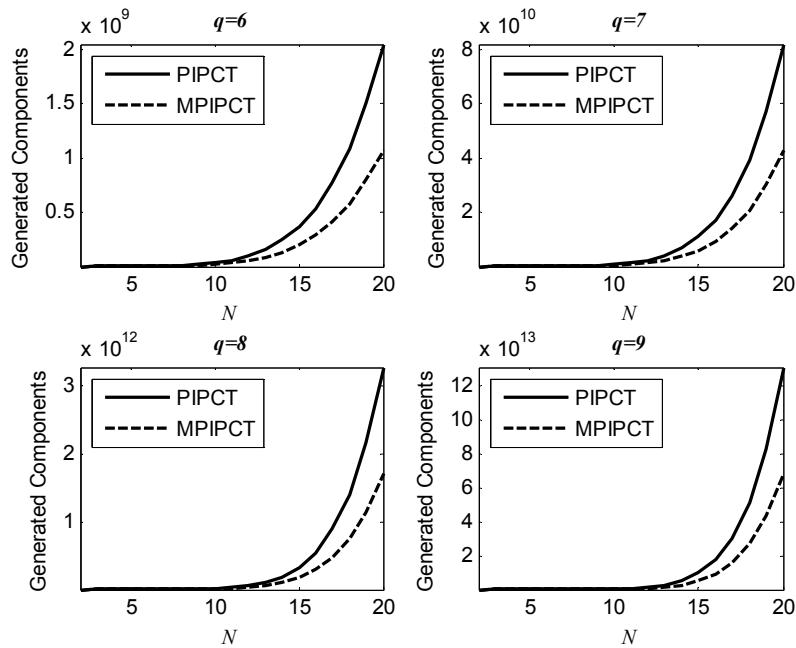 x 10^9
q=6
2
1.5
1
0.5
Generated Components
PIPCT
MPIPCT
5
10
15
20
N
x 10^10
q=7
8
6
4
2
Generated Components
PIPCT
MPIPCT
5
10
15
20
N
x 10^12
q=8
3
2
1
Generated Components
PIPCT
MPIPCT
5
10
15
20
N
x 10^13
q=9
12
10
8
6
4
2
Generated Components
PIPCT
MPIPCT
5
10
15
20
N